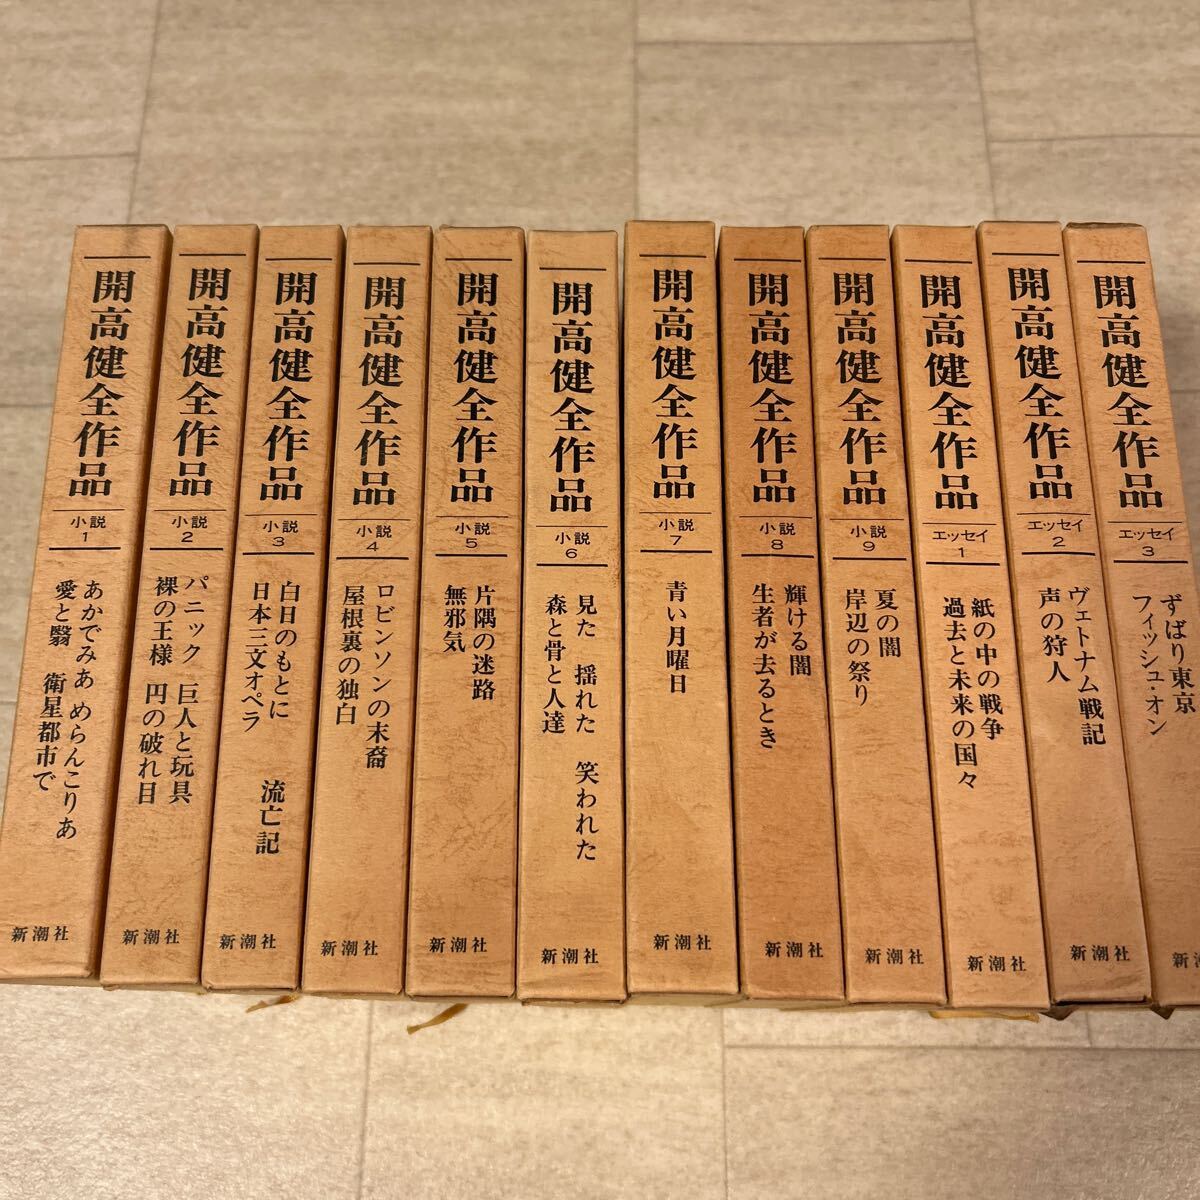 開高健全作品
小説
1
あかでみあ めらんこりあ
愛と翳 衛星都市で
新潮社
開高健全作品
小説
2
パニック 巨人と玩具
裸の王様 円の破れ目
新潮社
開高健全作品
小説
3
白日のもとに
日本三文オペラ 流亡記
新潮社
開高健全作品
小説
4
ロビンソンの末裔
屋根裏の独白
新潮社
開高健全作品
小説
5
片隅の迷路
無邪気
新潮社
開高健全作品
小説
6
見た 揺れた 笑われた
森と骨と人達
新潮社
開高健全作品
小説
7
青い月曜日
新潮社
開高健全作品
小説
8
輝ける闇
生者が去るとき
新潮社
開高健全作品
小説
9
夏の闇
岸辺の祭り
新潮社
開高健全作品
エッセイ
1
紙の中の戦争
過去と未来の国々
新潮社
開高健全作品
エッセイ
2
ヴェトナム戦記
声の狩人
新潮社
開高健全作品
エッセイ
3
ずばり東京
フィッシュ・オン
新潮